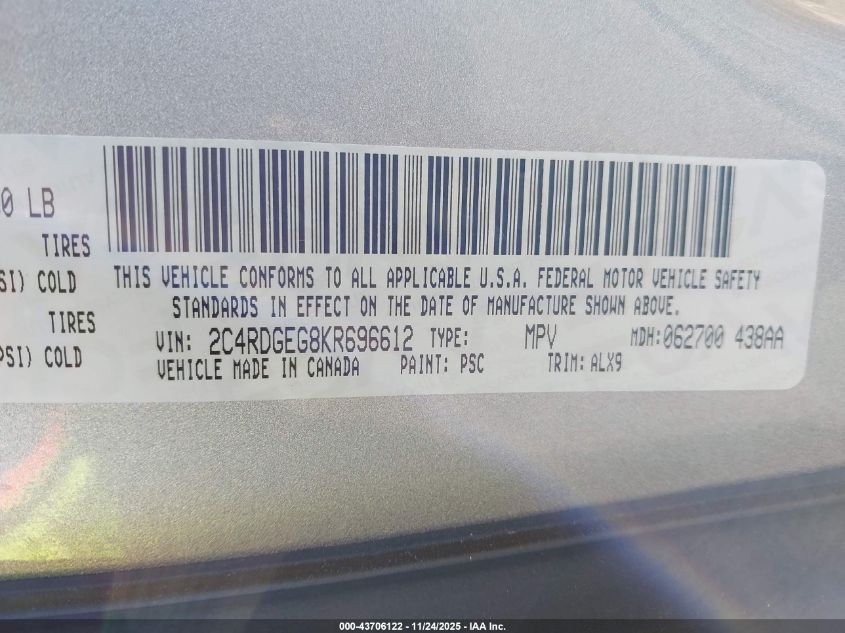 0 LB
TIRES
SI) COLD
TIRES
PSI) COLD
THIS VEHICLE CONFORMS TO ALL APPLICABLE U.S.A. FEDERAL MOTOR VEHICLE SAFETY
STANDARDS IN EFFECT ON THE DATE OF MANUFACTURE SHOWN ABOVE.
VIN: 2C4RDGEG8KR696612 TYPE: MPV MDH:062700 438AA
VEHICLE MADE IN CANADA PAINT: PSC TRIM: ALX9
000-43706122 - 11/24/2025 - IAA Inc.